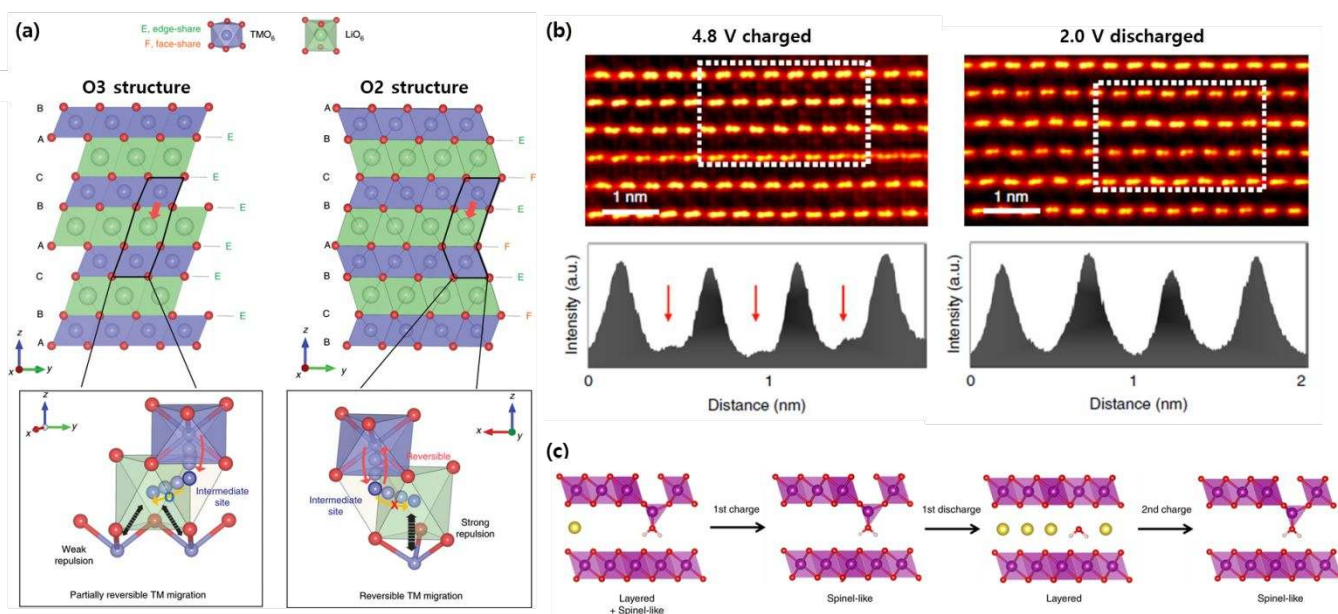 (a)
E, edge-share
F, face-share
TMO₆
LiO₆
O3 structure
O2 structure
B
A
C
B
A
C
B
A
E
E
E
E
E
E
A
B
C
B
A
B
C
B
E
F
E
F
E
F
z
x
y
z
x
y
z
x
y
Intermediate
site
Weak
repulsion
Partially reversible TM migration
z
x
y
Reversible
Intermediate
site
x
Strong
repulsion
Reversible TM migration
(b)
4.8 V charged
2.0 V discharged
1 nm
1 nm
Intensity (a.u.)
0
1
Distance (nm)
Intensity (a.u.)
0
1
2
Distance (nm)
(c)
1st charge
1st discharge
2nd charge
Layered
+ Spinel-like
Spinel-like
Layered
Spinel-like